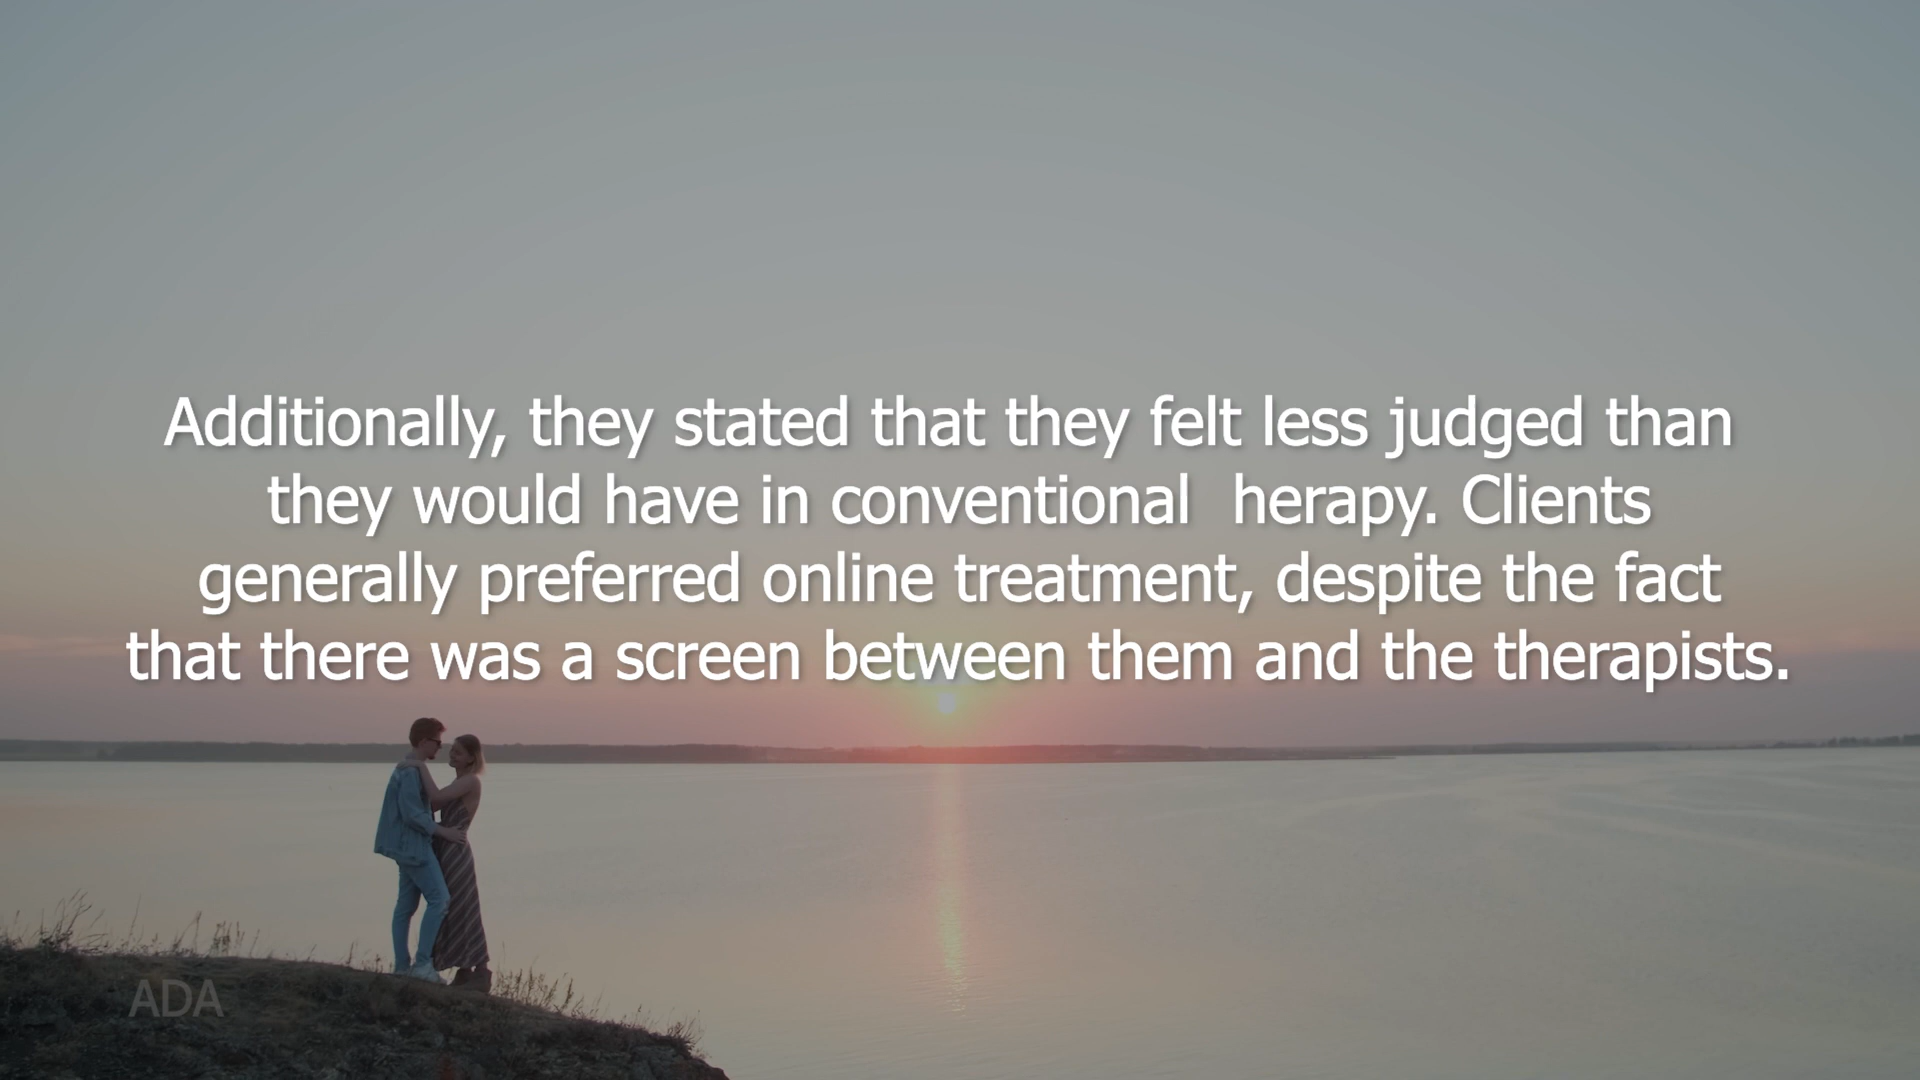 Additionally, they stated that they felt less judged than
they would have in conventional herapy. Clients
generally preferred online treatment, despite the fact
that there was a screen between them and the therapists.
ADA